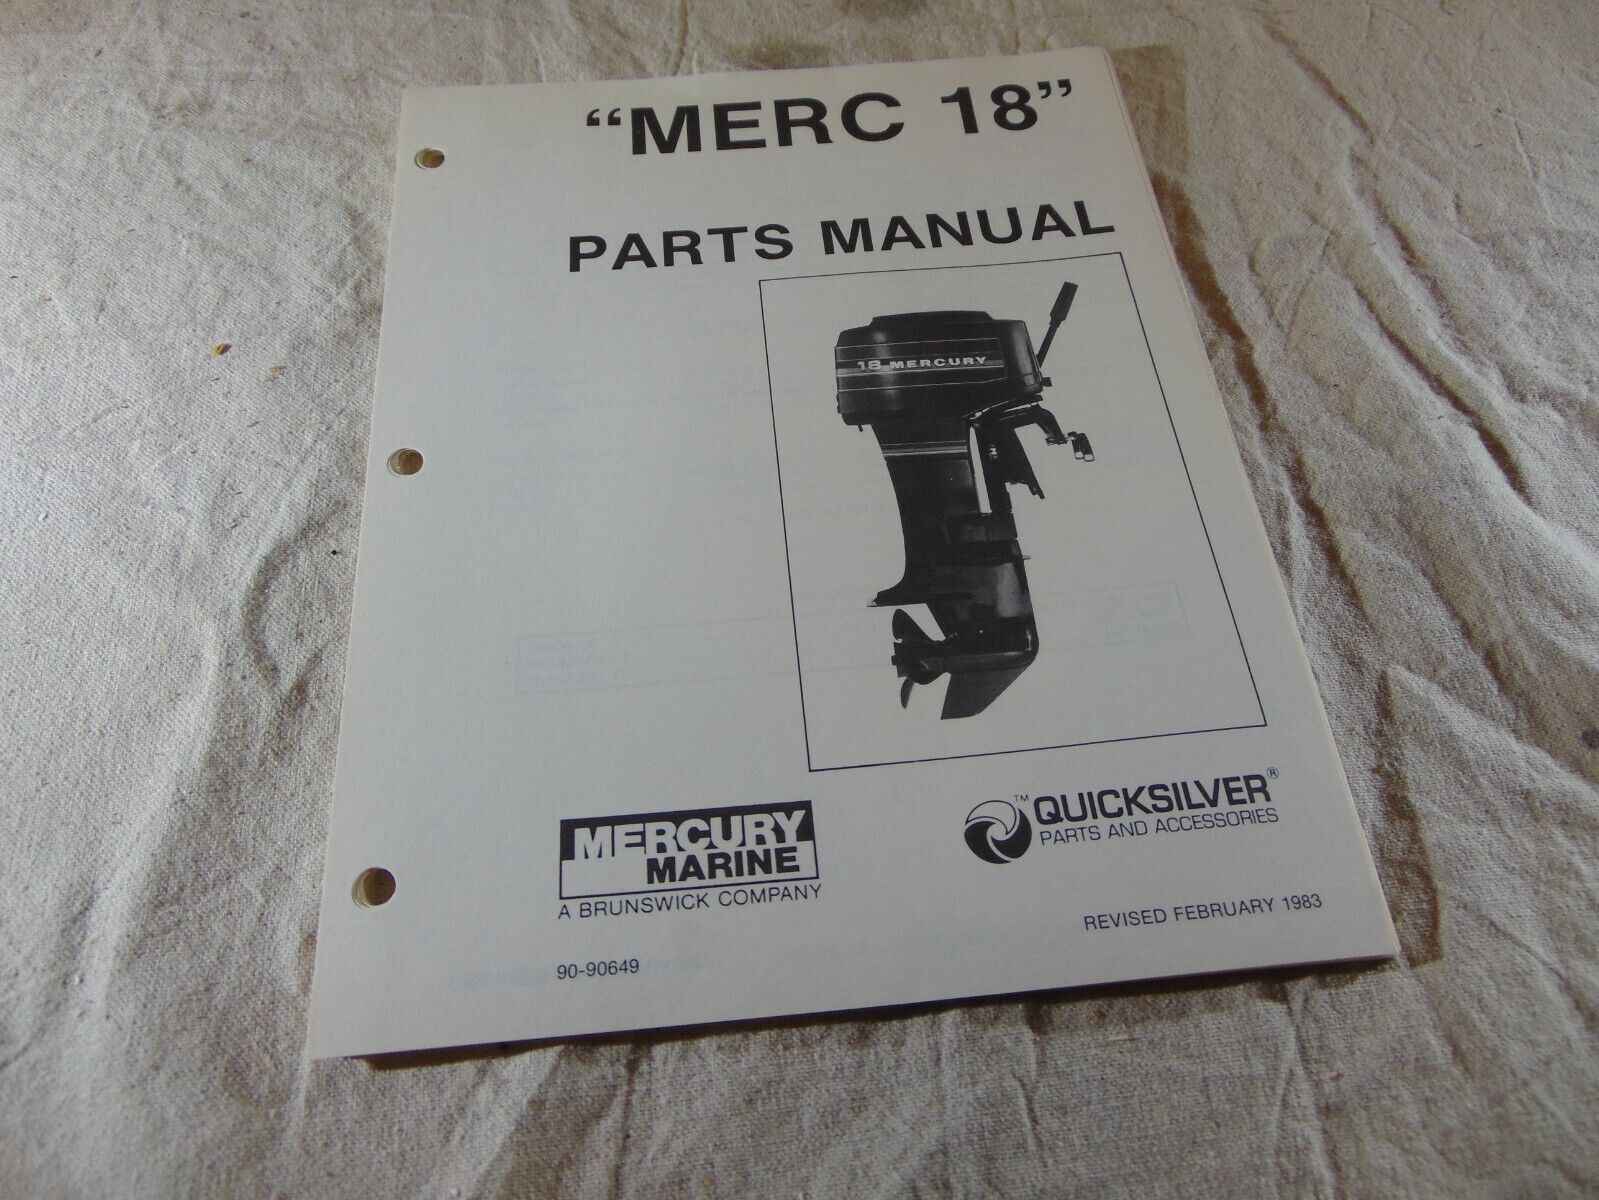 “MERC 18”
PARTS MANUAL
18 MERCURY
MERCURY
MARINE
A BRUNSWICK COMPANY
™ QUICKSILVER®
PARTS AND ACCESSORIES
REVISED FEBRUARY 1983
90-90649